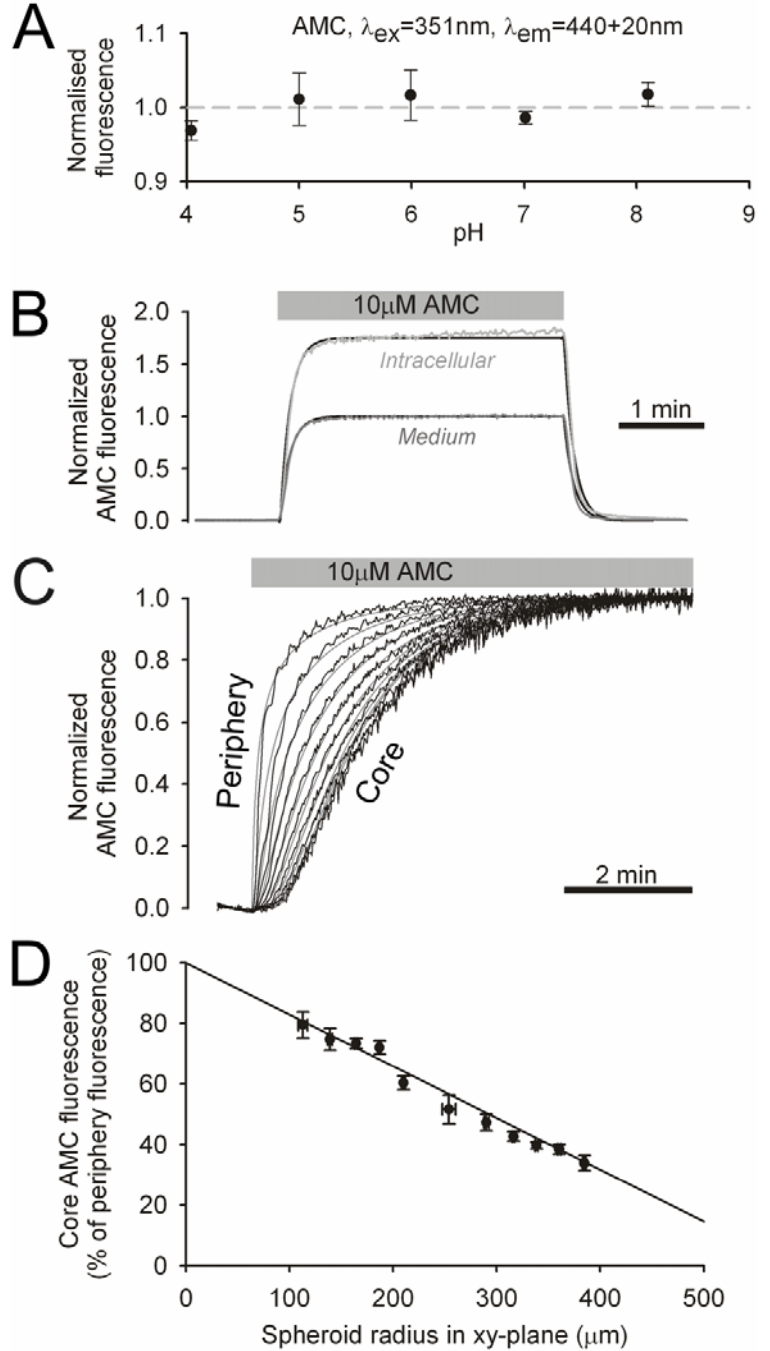 A
AMC, λex=351nm, λem=440+20nm
Normalised
fluorescence
1.1
1.0
0.9
4 5 6 7 8 9
pH
B
10µM AMC
Normalized
AMC fluorescence
2.0
1.5
1.0
0.5
0.0
Intracellular
Medium
1 min
C
10µM AMC
Normalized
AMC fluorescence
1.0
0.8
0.6
0.4
0.2
0.0
Periphery
Core
2 min
D
Core AMC fluorescence
(% of periphery fluorescence)
100
80
60
40
20
0
0 100 200 300 400 500
Spheroid radius in xy-plane (µm)